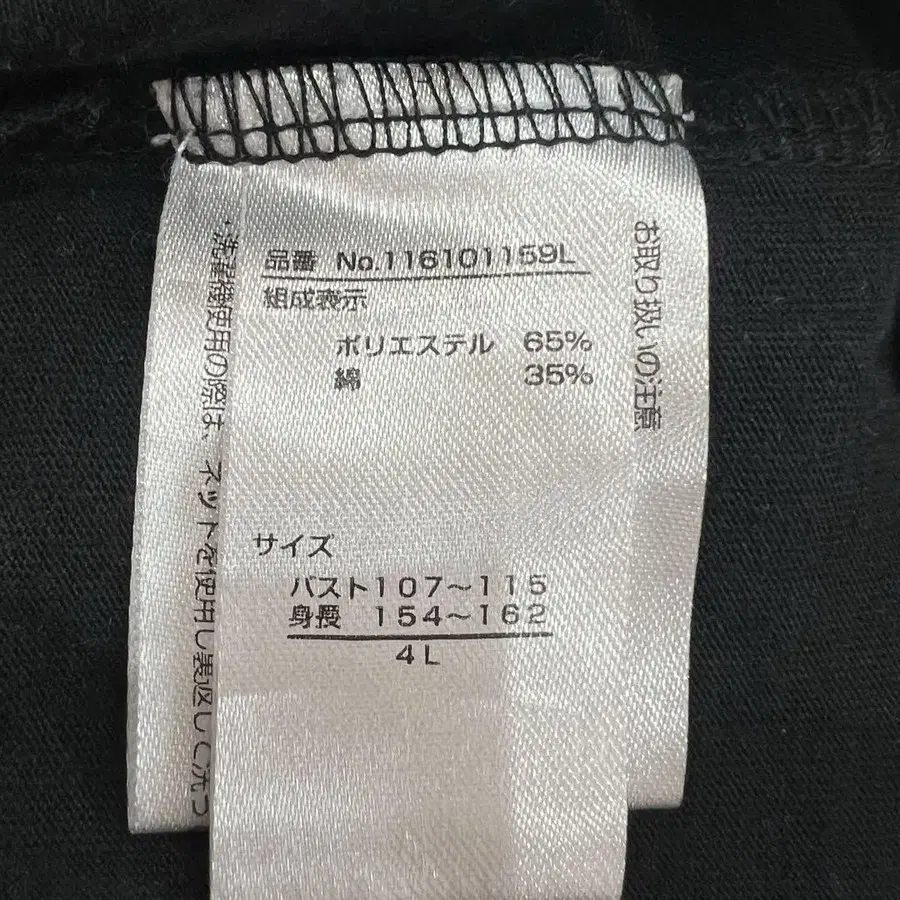 品番 No.116101159L
組成表示
ポリエステル 65%
綿 35%
サイズ
バスト107〜115
身長 154〜162
4L
お取り扱いの注意
・洗濯機使用の際は、ネットを使用し裏返して洗っ